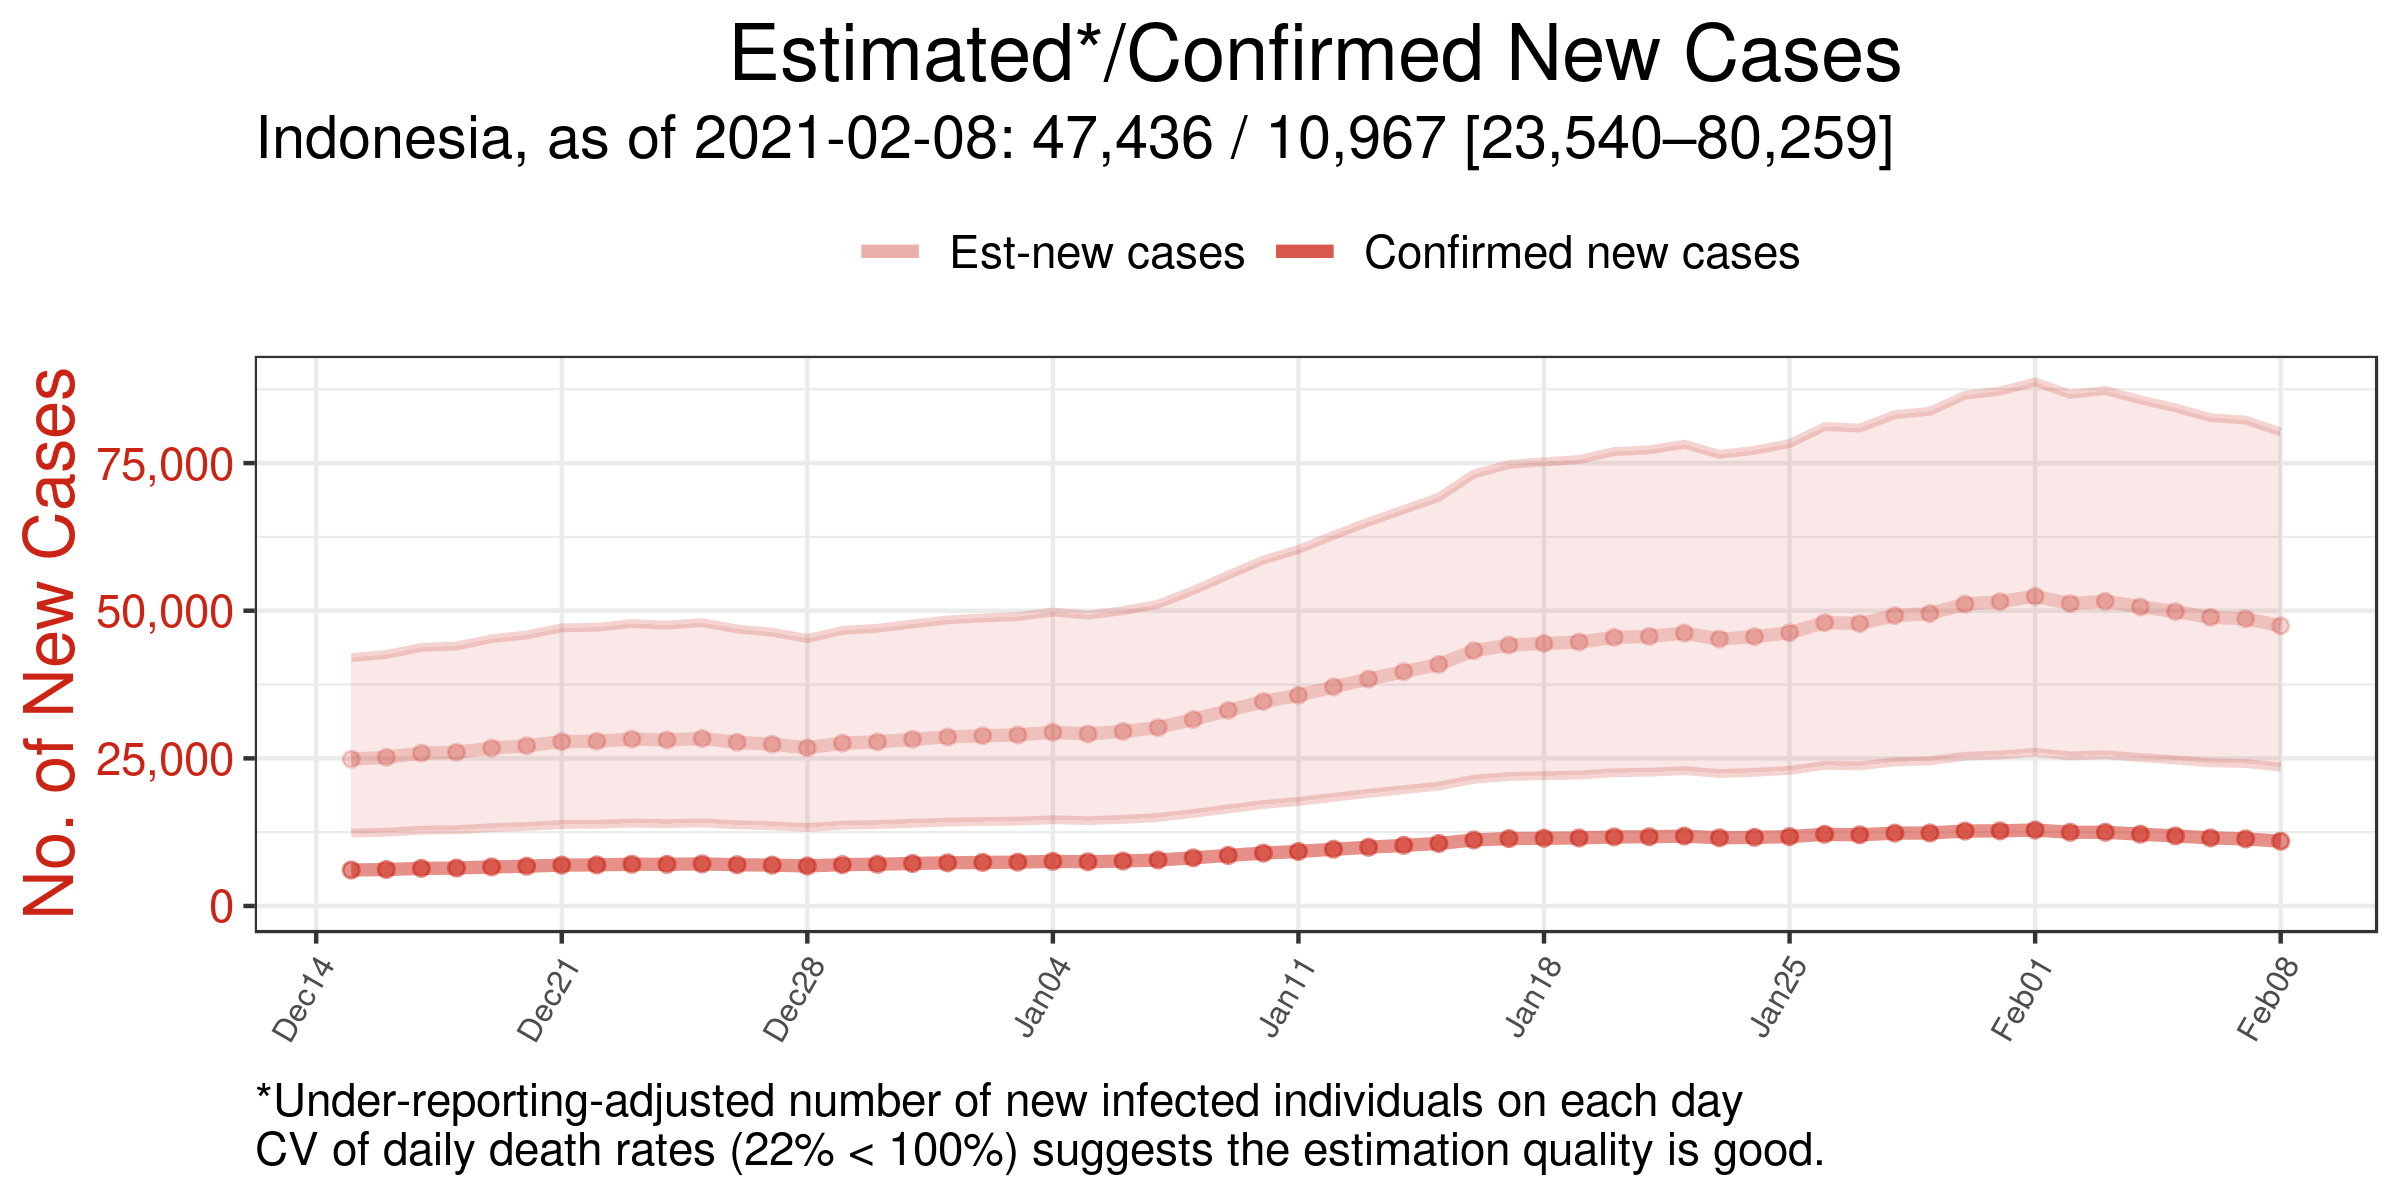 Estimated*/Confirmed New Cases
Indonesia, as of 2021-02-08: 47,436 / 10,967 [23,540–80,259]
Est-new cases
Confirmed new cases
No. of New Cases
75,000
50,000
25,000
0
Dec14
Dec21
Dec28
Jan04
Jan11
Jan18
Jan25
Feb01
Feb08
*Under-reporting-adjusted number of new infected individuals on each day
CV of daily death rates (22% < 100%) suggests the estimation quality is good.